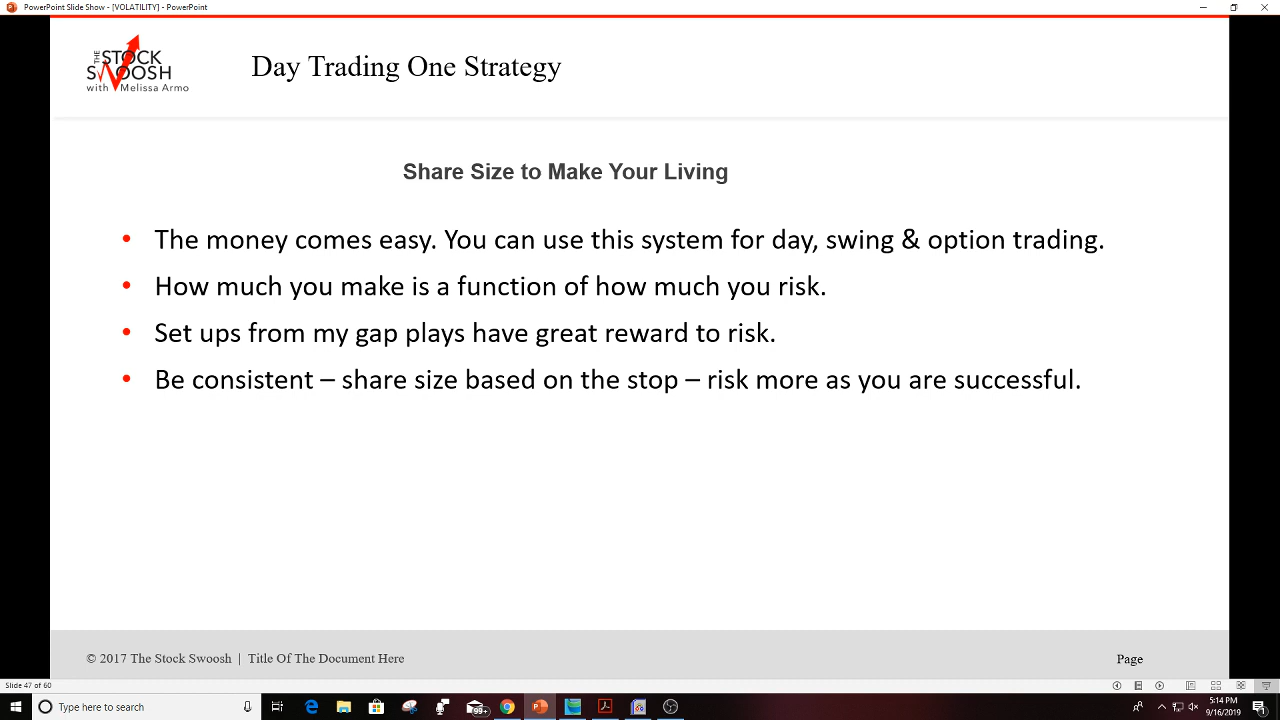 PowerPoint Slide Show - [VOLATILITY] - PowerPoint
THE
STOCK
SWOOSH
with Melissa Armo
Day Trading One Strategy
Share Size to Make Your Living
• The money comes easy. You can use this system for day, swing & option trading.
• How much you make is a function of how much you risk.
• Set ups from my gap plays have great reward to risk.
• Be consistent – share size based on the stop – risk more as you are successful.
© 2017 The Stock Swoosh | Title Of The Document Here
Page
Slide 47 of 60
Type here to search
99+
5:14 PM
9/16/2019
1